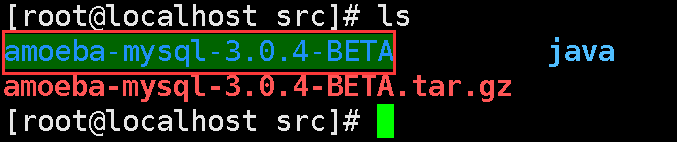 [root@localhost src]# ls
amoeba-mysql-3.0.4-BETA java
amoeba-mysql-3.0.4-BETA.tar.gz
[root@localhost src]#